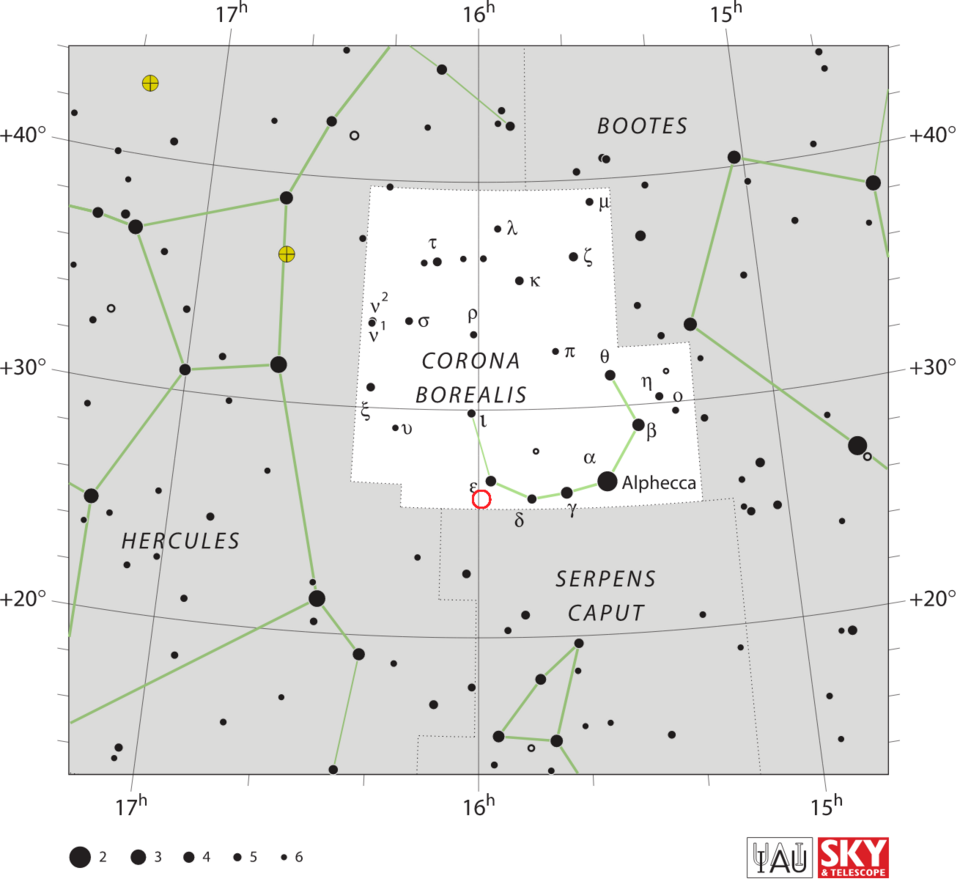 17h 16h 15h
+40° +40°
BOOTES
μ
λ
τ
ζ
κ
ν2
ν1
σ
ρ
π
θ
+30° +30°
CORONA
BOREALIS
η
ο
ξ
υ
ι
β
α
ε
Alphecca
δ
γ
HERCULES
SERPENS
CAPUT
+20° +20°
17h 16h 15h
2 3 4 5 6
IAU
SKY
& TELESCOPE